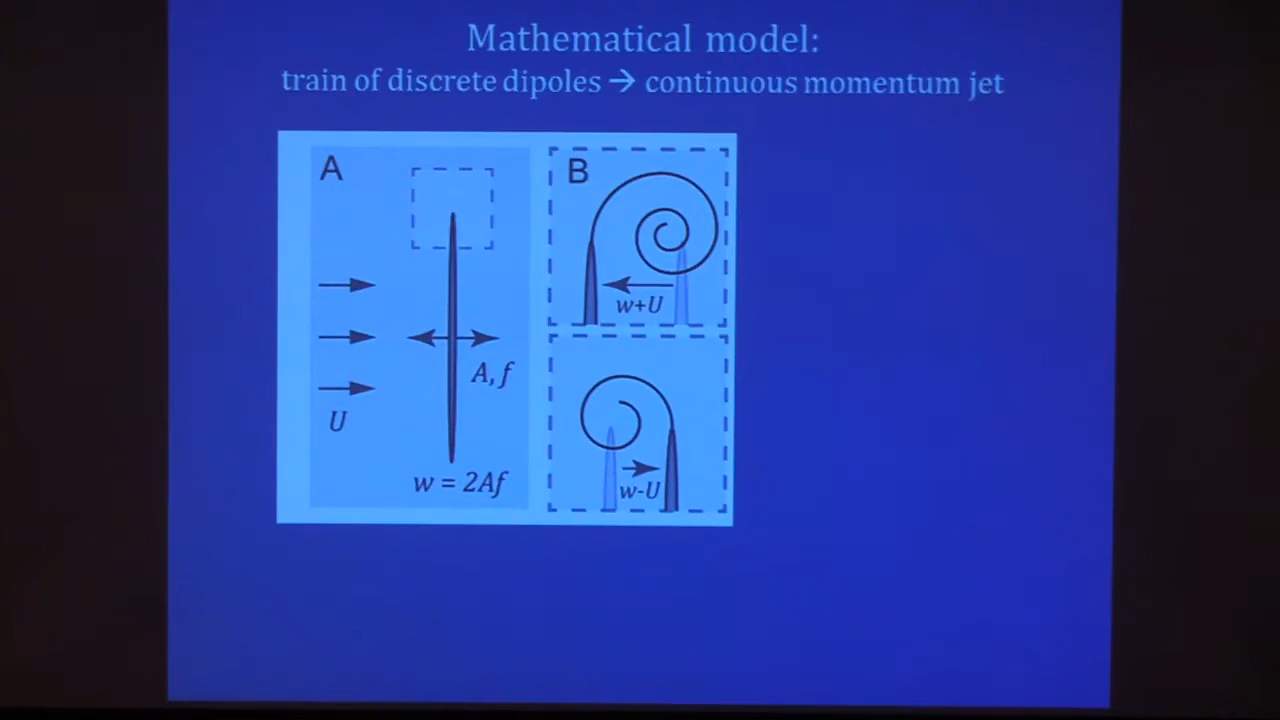 Mathematical model:
train of discrete dipoles → continuous momentum jet
A
U
A, f
w = 2Af
B
w+U
w-U